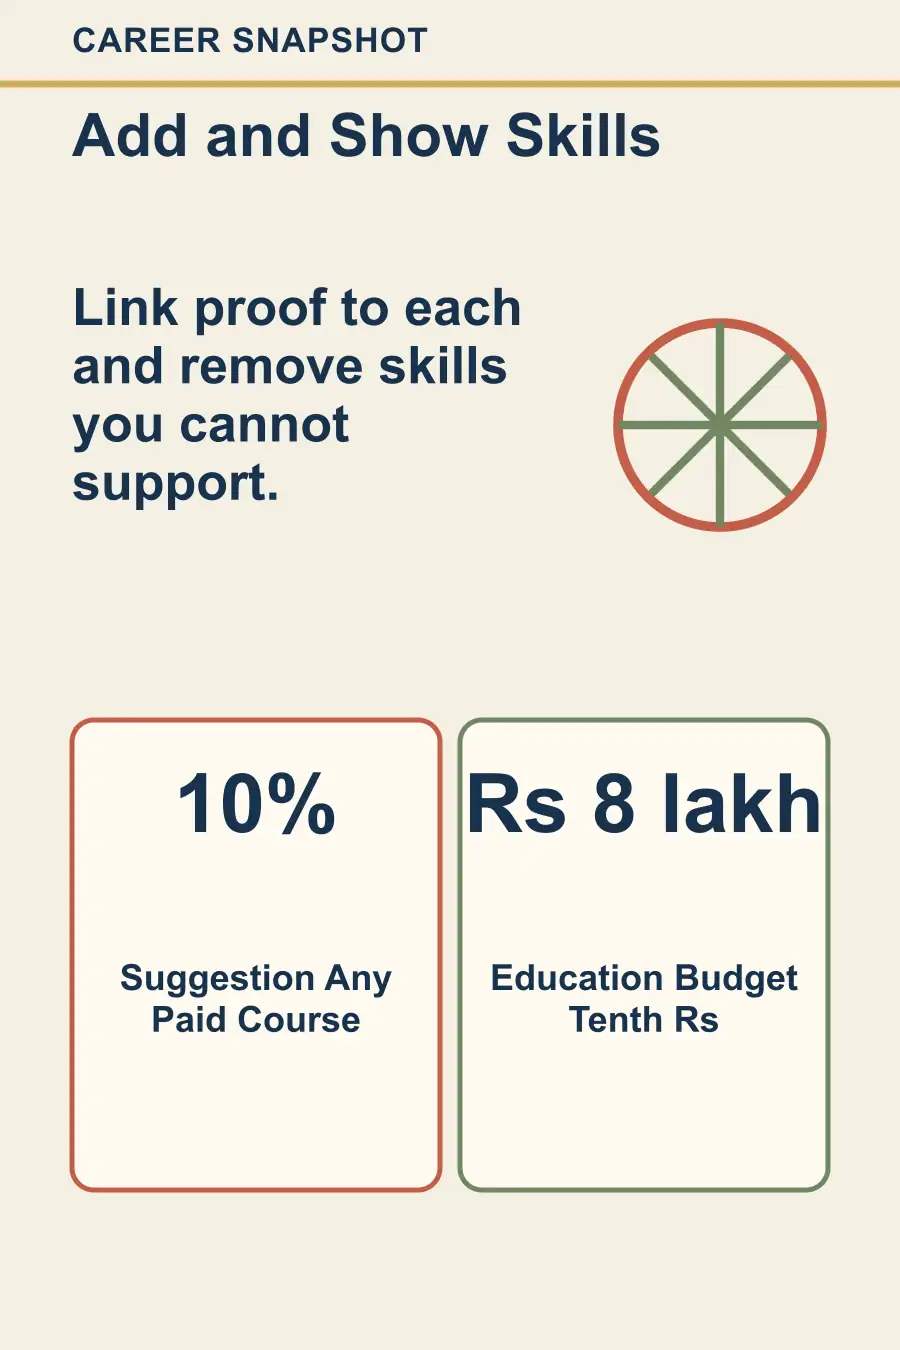 CAREER SNAPSHOT
Add and Show Skills
Link proof to each
and remove skills
you cannot
support.
10%
Suggestion Any
Paid Course
Rs 8 lakh
Education Budget
Tenth Rs